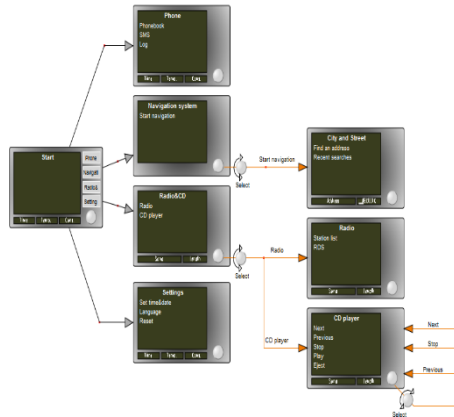 Phone
Phonebook
SMS
Log
Navigation system
Start navigation
Start
Phone
Navigati
Radio&
Setting
Radio&CD
Radio
CD player
Settings
Set time&date
Language
Reset
Select
Start navigation
City and Street
Find an address
Recent searches
Select
Radio
Radio
Station list
RDS
CD player
CD player
Next
Previous
Stop
Play
Eject
Next
Stop
Previous
Select